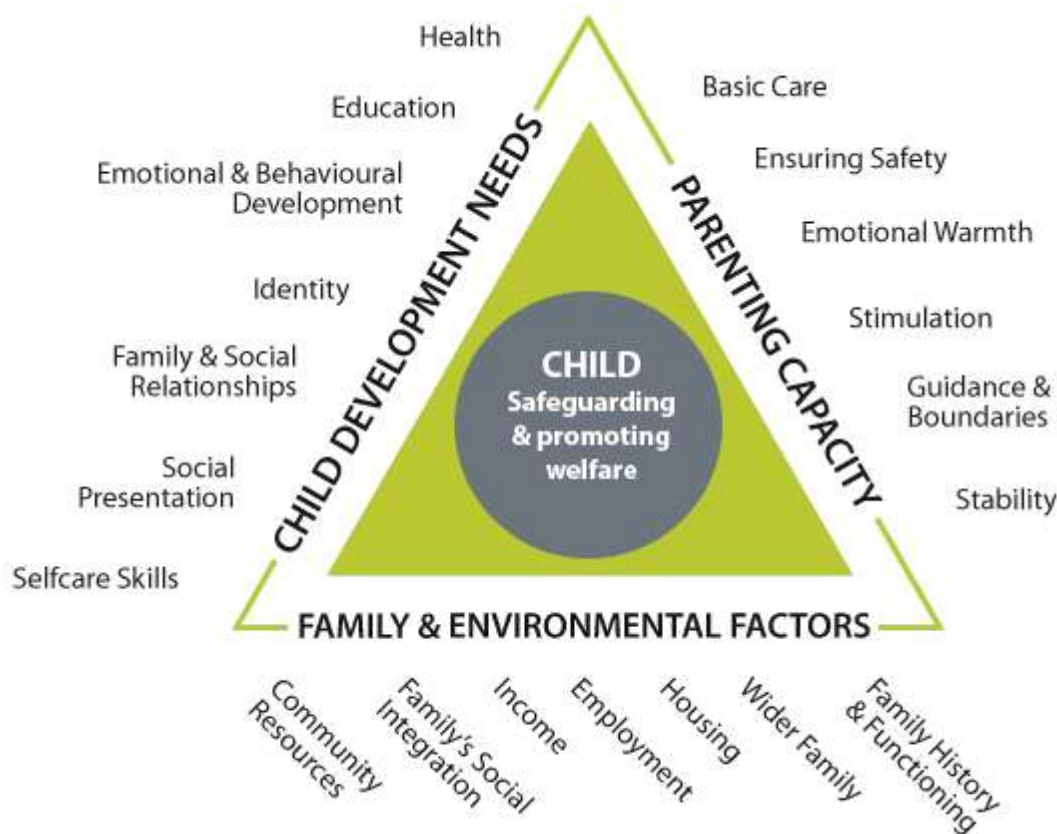 Health
Education
Emotional & Behavioural
Development
Identity
Family & Social
Relationships
Social
Presentation
Selfcare Skills
CHILD DEVELOPMENT NEEDS
CHILD
Safeguarding
& promoting
welfare
PARENTING CAPACITY
Basic Care
Ensuring Safety
Emotional Warmth
Stimulation
Guidance &
Boundaries
Stability
FAMILY & ENVIRONMENTAL FACTORS
Community
Resources
Family's Social
Integration
Income
Employment
Housing
Wider Family
Family History
& Functioning